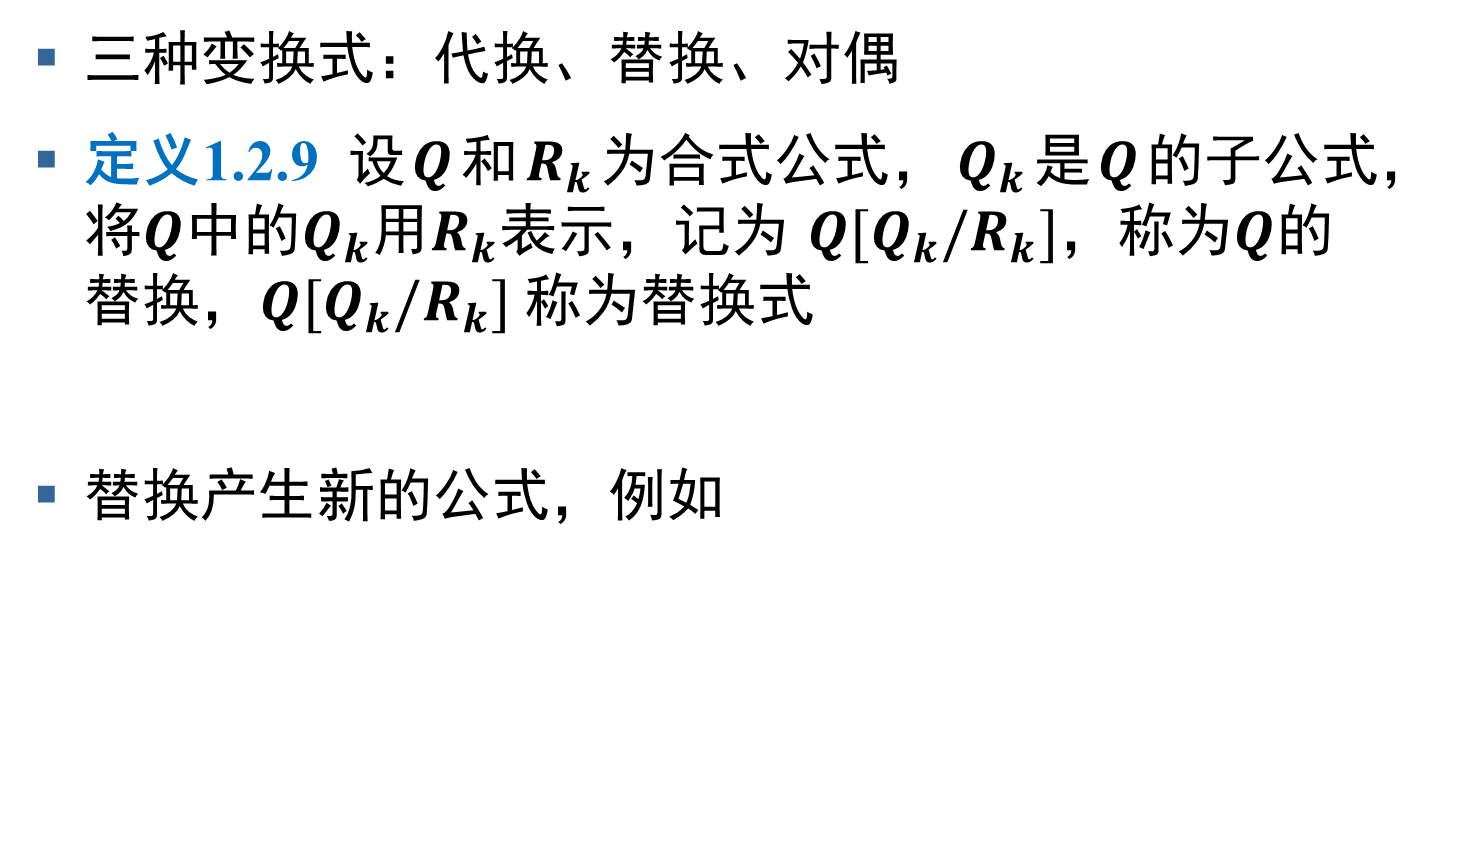 ▪ 三种变换式：代换、替换、对偶
▪ 定义1.2.9 设Q和Rₖ为合式公式，Qₖ是Q的子公式，
将Q中的Qₖ用Rₖ表示，记为 Q[Qₖ/Rₖ]，称为Q的
替换，Q[Qₖ/Rₖ] 称为替换式
▪ 替换产生新的公式，例如